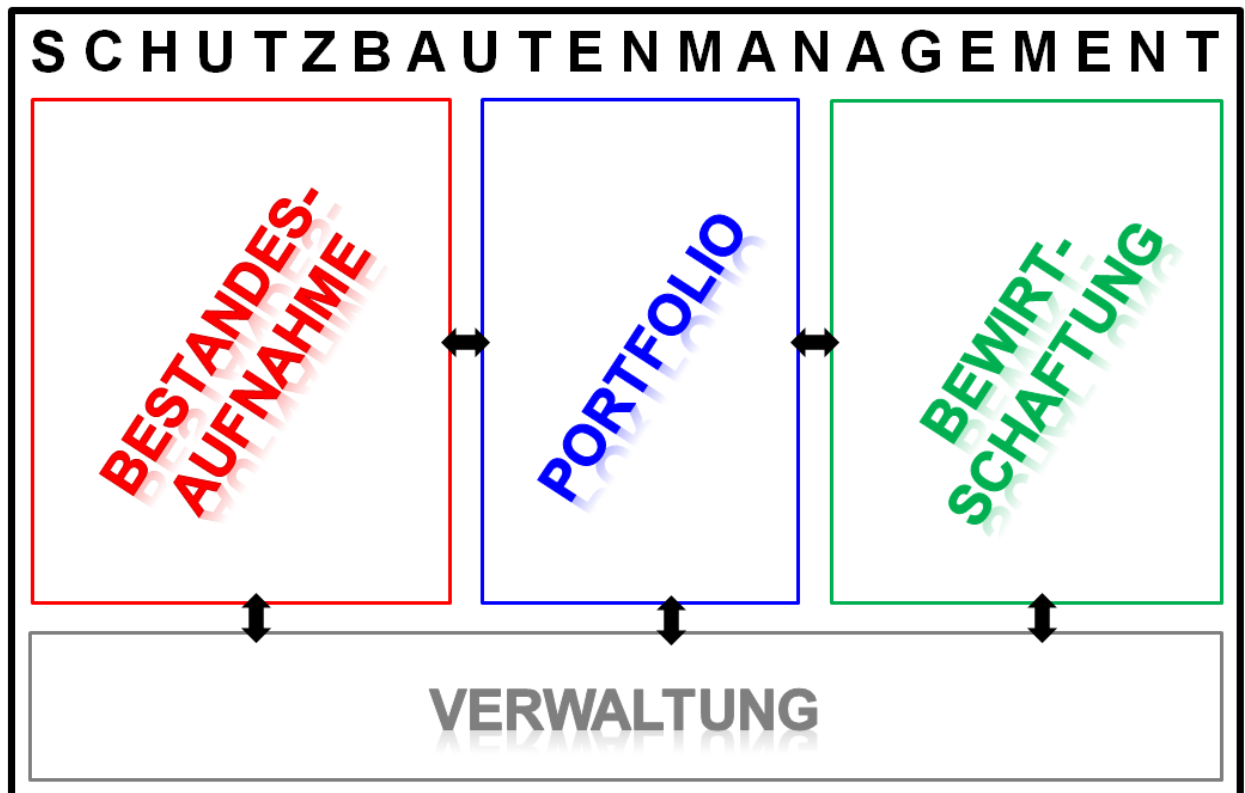 SCHUTZBAUTENMANAGEMENT
BESTANDES-
AUFNAHME
PORTFOLIO
BEWIRT-
SCHAFTUNG
VERWALTUNG